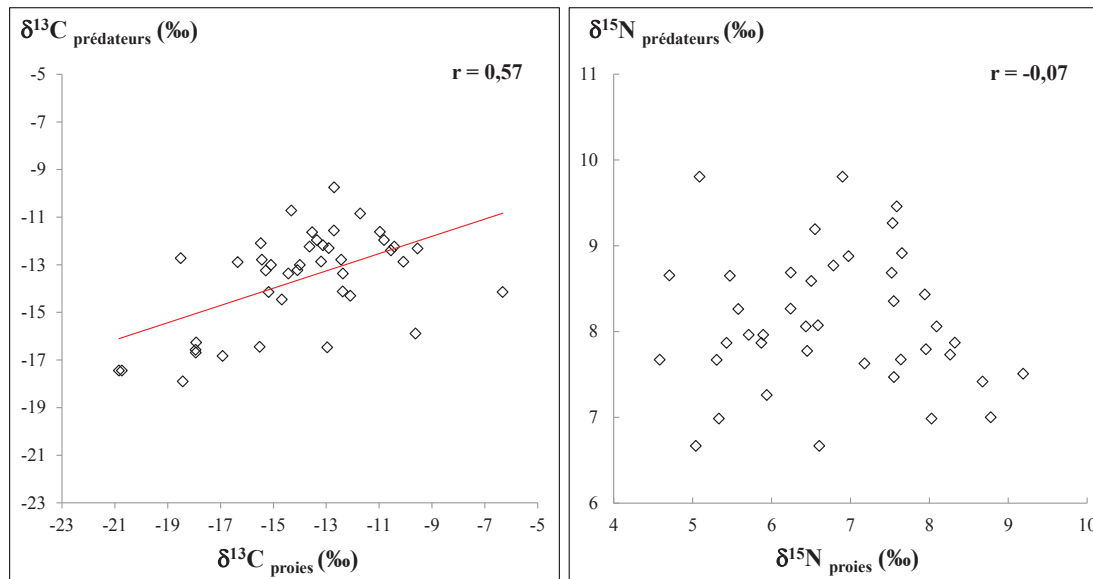 δ¹³C prédateurs (‰)
r = 0,57
-5
-7
-9
-11
-13
-15
-17
-19
-21
-23
-23 -21 -19 -17 -15 -13 -11 -9 -7 -5
δ¹³C proies (‰)
δ¹⁵N prédateurs (‰)
r = -0,07
11
10
9
8
7
6
4 5 6 7 8 9 10
δ¹⁵N proies (‰)